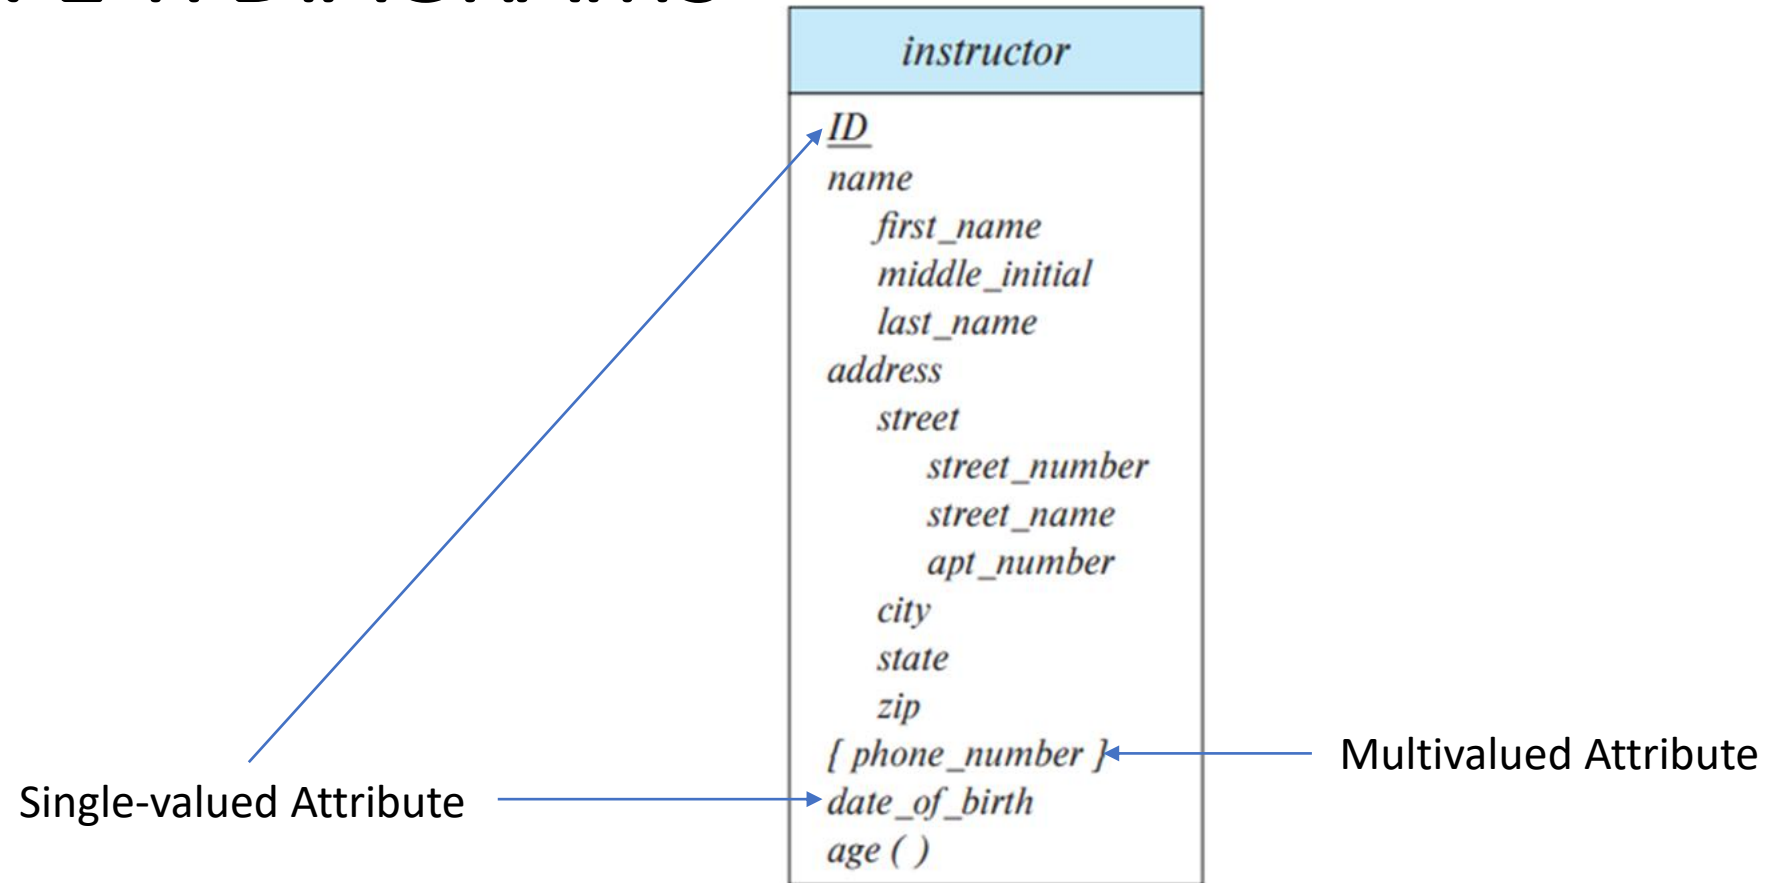 instructor
ID
name
first_name
middle_initial
last_name
address
street
street_number
street_name
apt_number
city
state
zip
{ phone_number }
Multivalued Attribute
Single-valued Attribute
date_of_birth
age ( )